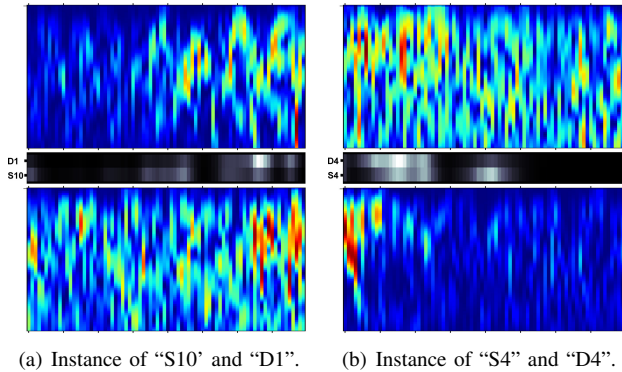 D1
S10
D4
S4
(a) Instance of “S10’ and “D1”.
(b) Instance of “S4” and “D4”.